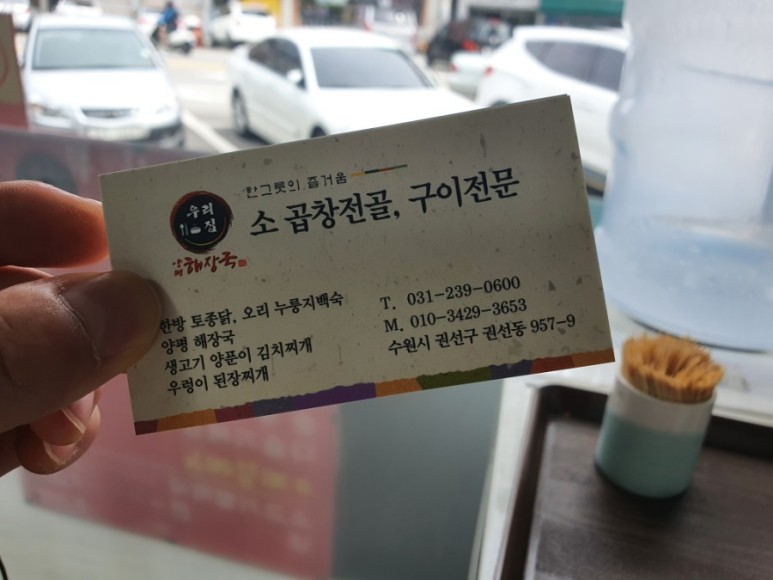 한그릇의 즐거움
우리
집
해장국
소 곱창전골, 구이전문
한방 토종닭, 오리 누룽지백숙
양평 해장국
생고기 양푼이 김치찌개
우렁이 된장찌개
T. 031-239-0600
M. 010-3429-3653
수원시 권선구 권선동 957-9